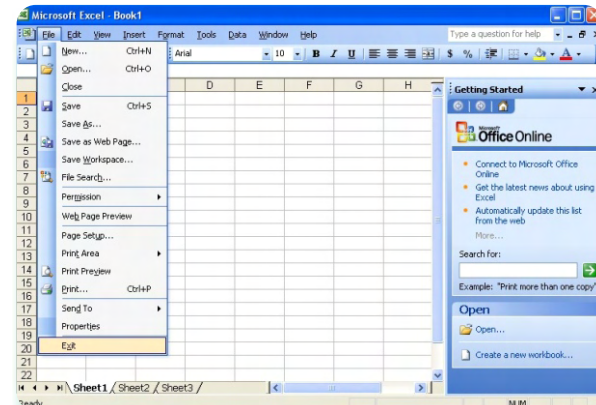 Microsoft Excel - Book1
File Edit View Insert Format Tools Data Window Help Type a question for help
Arial 10 B I U $ %
New... Ctrl+N
Open... Ctrl+O
Close
Save Ctrl+S
Save As...
Save as Web Page...
Save Workspace...
File Search...
Permission
Web Page Preview
Page Setup...
Print Area
Print Preview
Print... Ctrl+P
Send To
Properties
Exit
D E F G H
1
2
3
4
5
6
7
8
9
10
11
12
13
14
15
16
17
18
19
20
21
22
Sheet1 Sheet2 Sheet3
Ready NUM
Getting Started
Microsoft
Office Online
Connect to Microsoft Office
Online
Get the latest news about using
Excel
Automatically update this list
from the web
More...
Search for:
Example: "Print more than one copy"
Open
Open...
Create a new workbook...